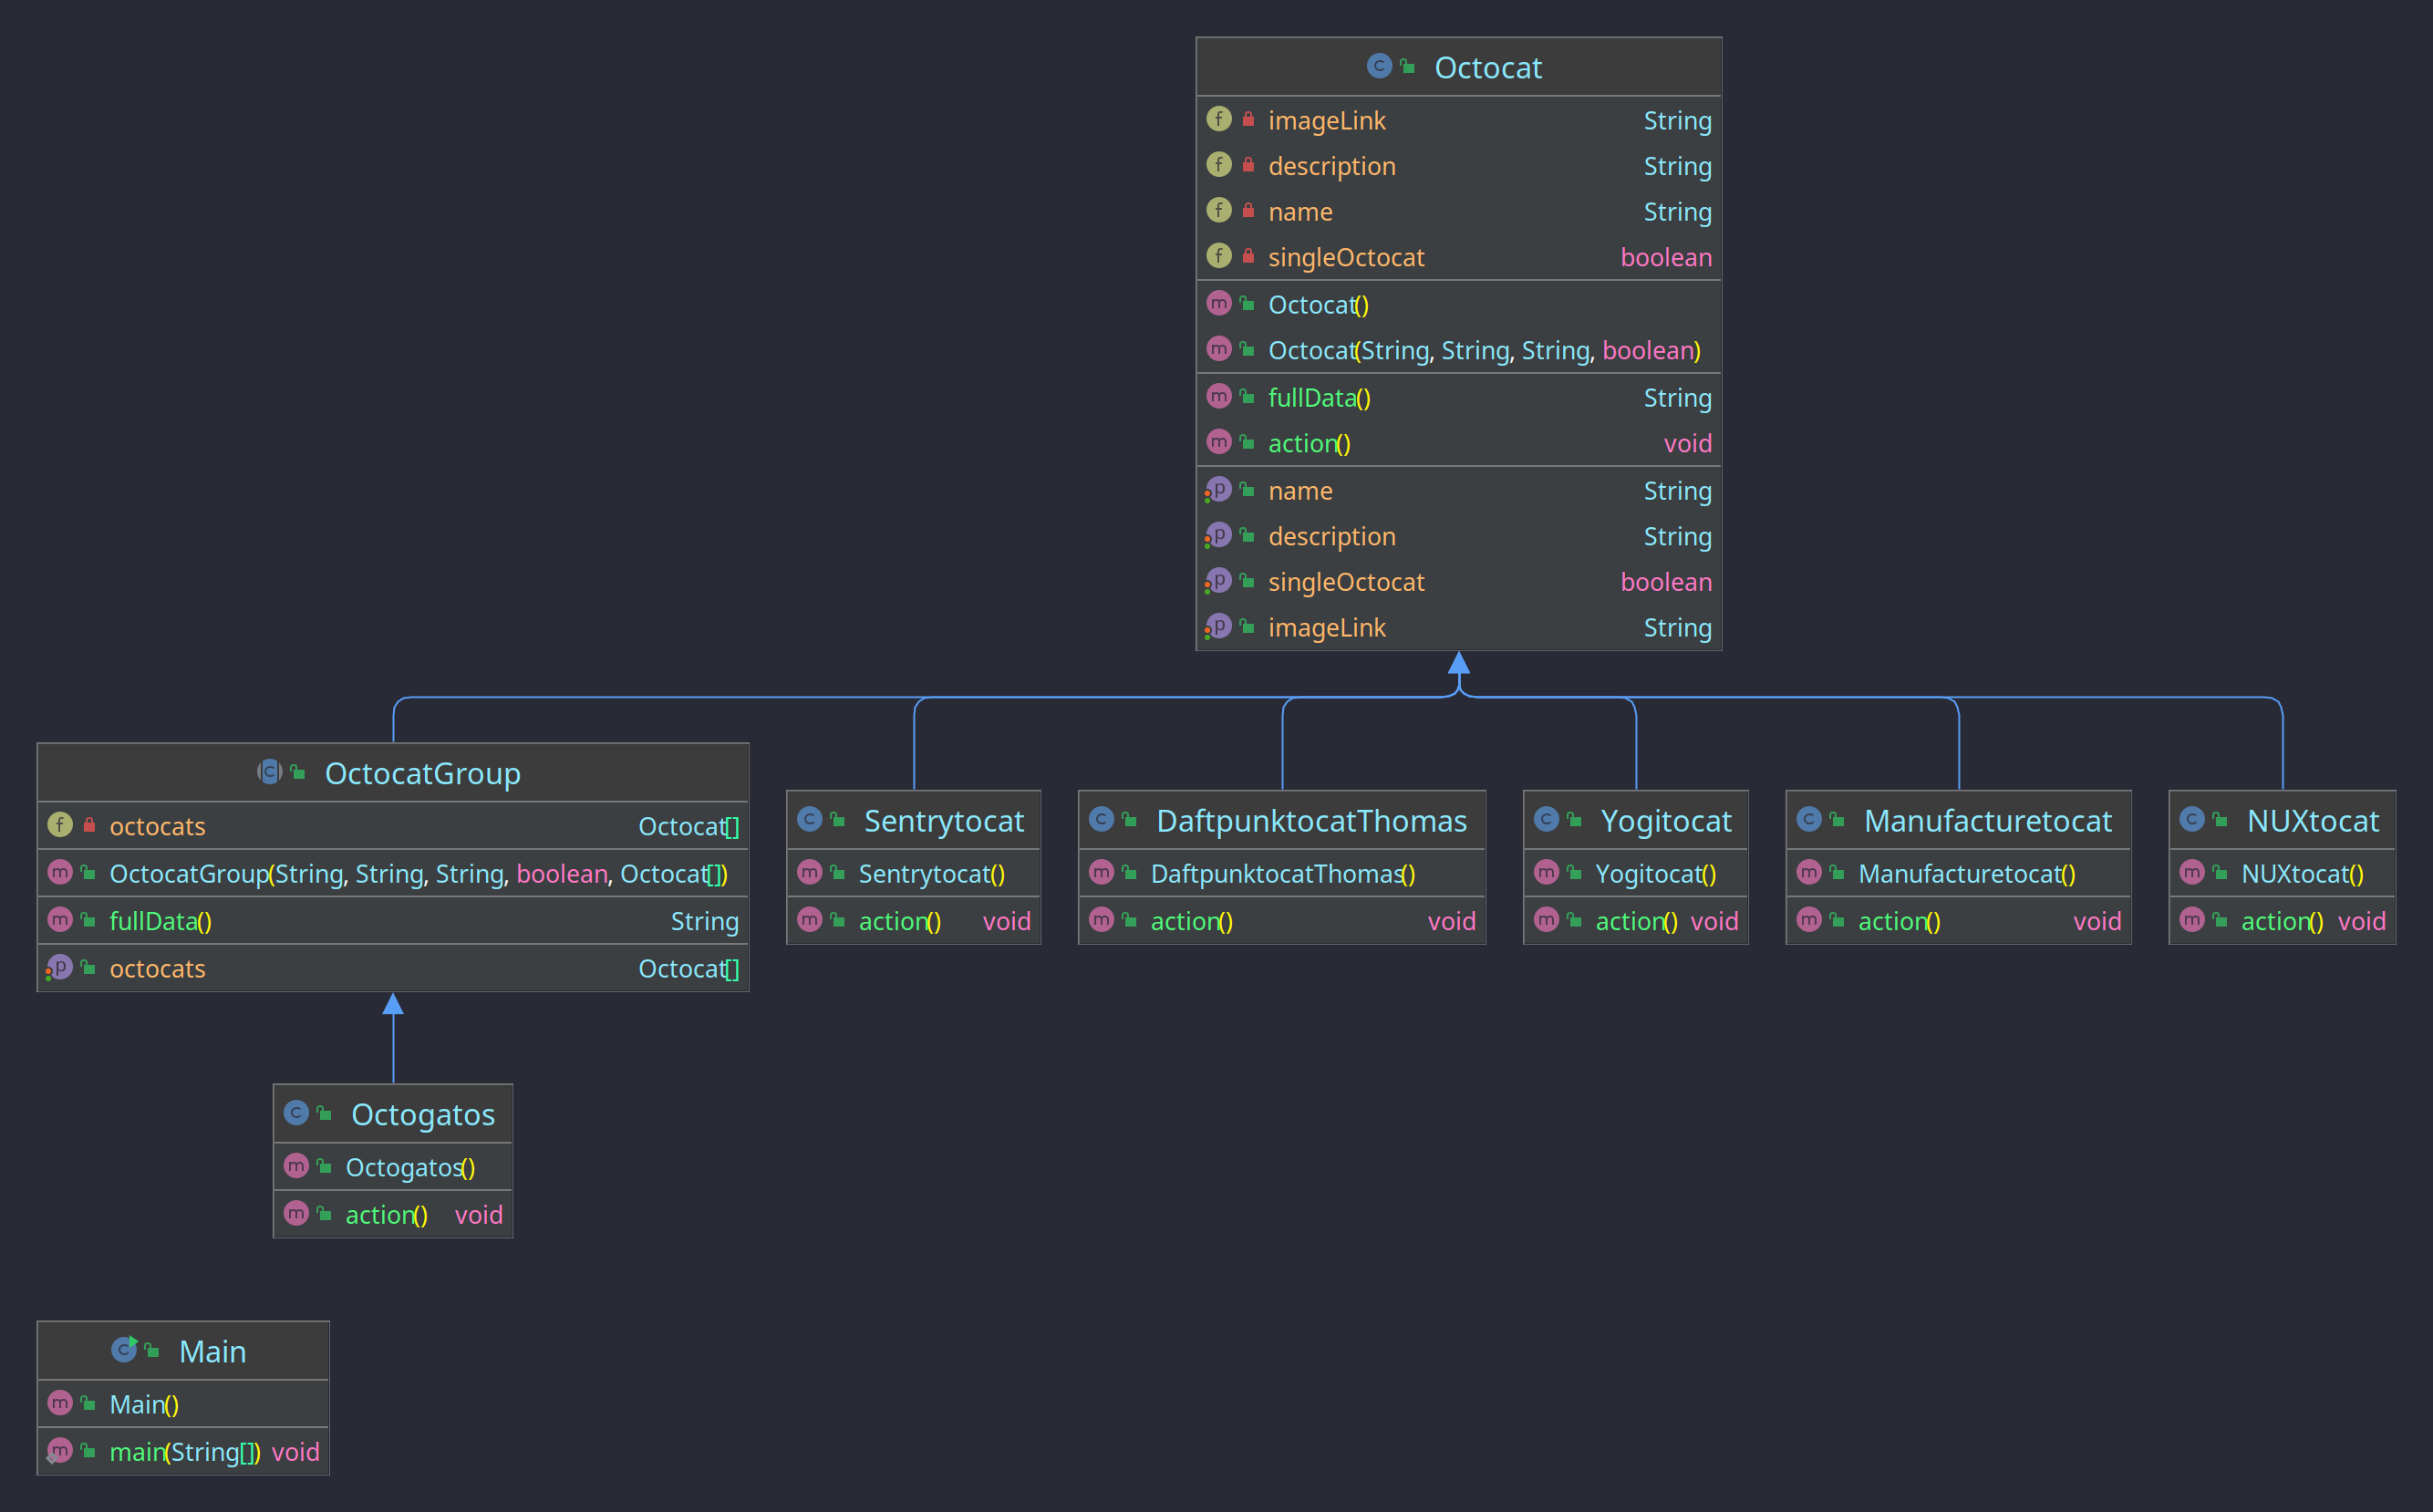 Octocat
imageLink String
description String
name String
singleOctocat boolean
Octocat()
Octocat(String, String, String, boolean)
fullData() String
action() void
name String
description String
singleOctocat boolean
imageLink String
OctocatGroup
octocats Octocat[]
OctocatGroup(String, String, String, boolean, Octocat[])
fullData() String
octocats Octocat[]
Sentrytocat
Sentrytocat()
action() void
DaftpunktocatThomas
DaftpunktocatThomas()
action() void
Yogitocat
Yogitocat()
action() void
Manufacturetocat
Manufacturetocat()
action() void
NUXtocat
NUXtocat()
action() void
Octogatos
Octogatos()
action() void
Main
Main()
main(String[]) void